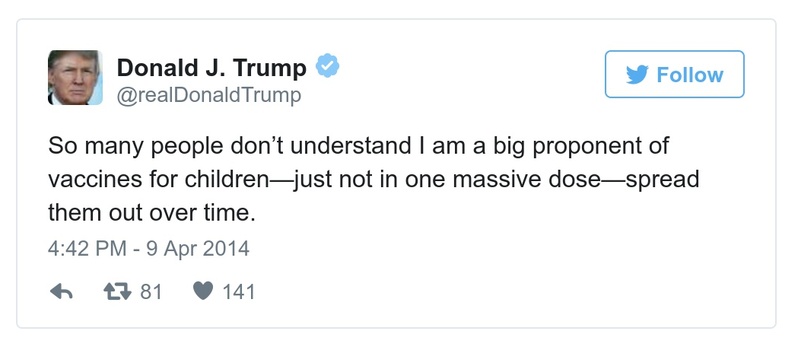 Donald J. Trump
@realDonaldTrump
Follow
So many people don’t understand I am a big proponent of
vaccines for children—just not in one massive dose—spread
them out over time.
4:42 PM - 9 Apr 2014
81 141